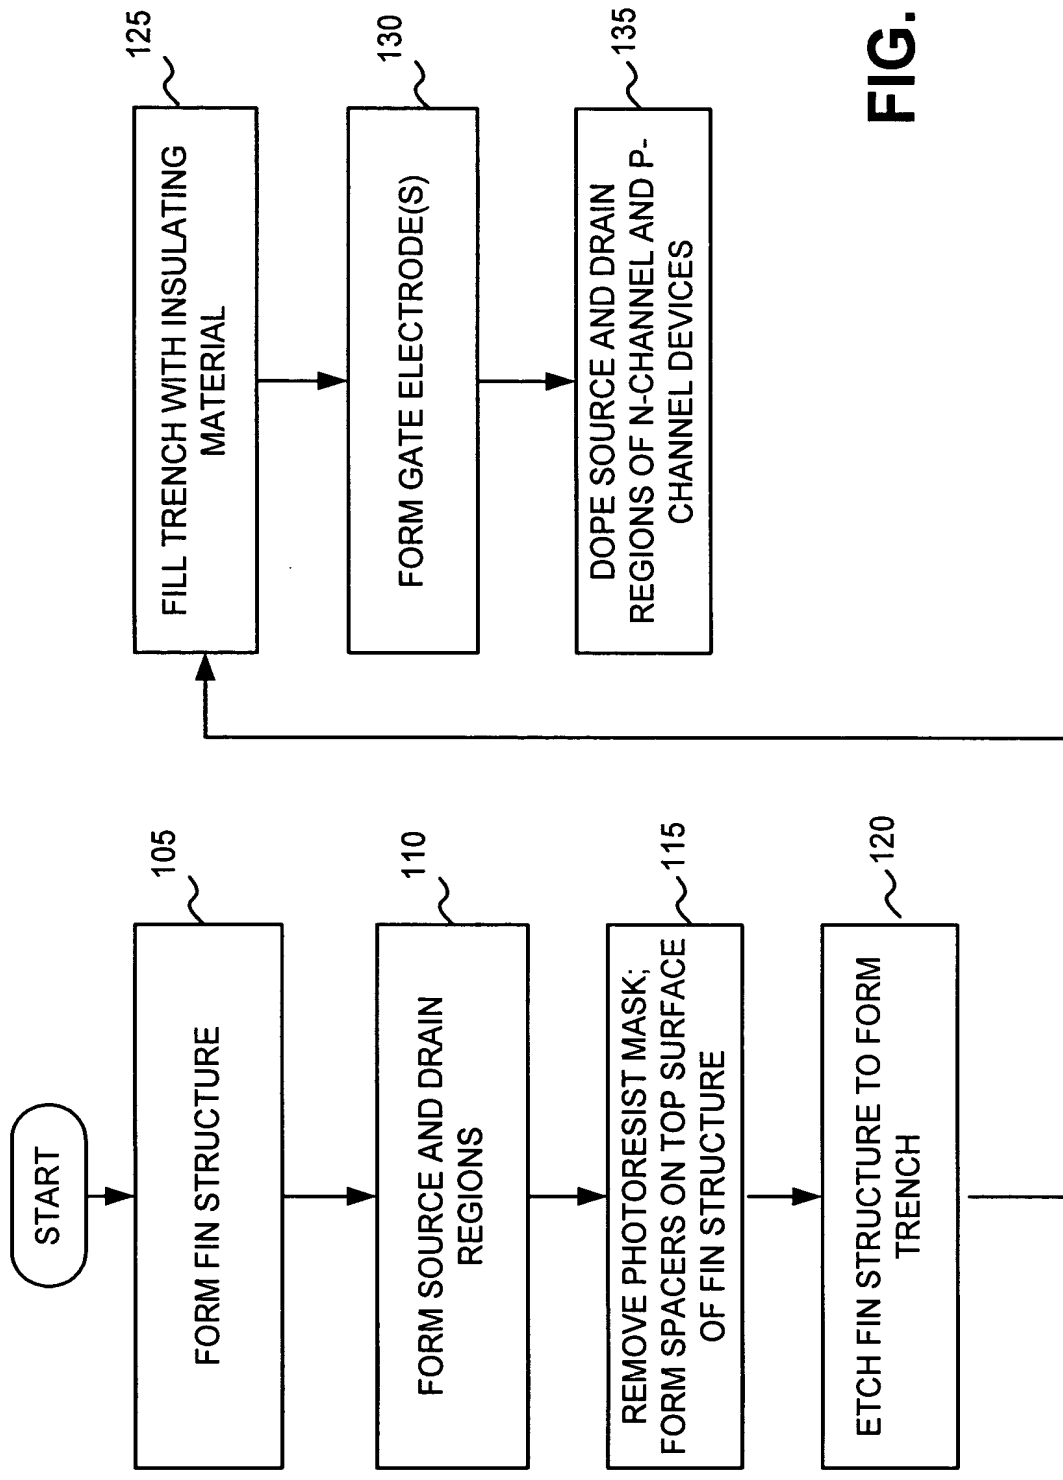 START
FORM FIN STRUCTURE
105
FORM SOURCE AND DRAIN
REGIONS
110
REMOVE PHOTORESIST MASK;
FORM SPACERS ON TOP SURFACE
OF FIN STRUCTURE
115
ETCH FIN STRUCTURE TO FORM
TRENCH
120
FILL TRENCH WITH INSULATING
MATERIAL
125
FORM GATE ELECTRODE(S)
130
DOPE SOURCE AND DRAIN
REGIONS OF N-CHANNEL AND P-
CHANNEL DEVICES
135
FIG.